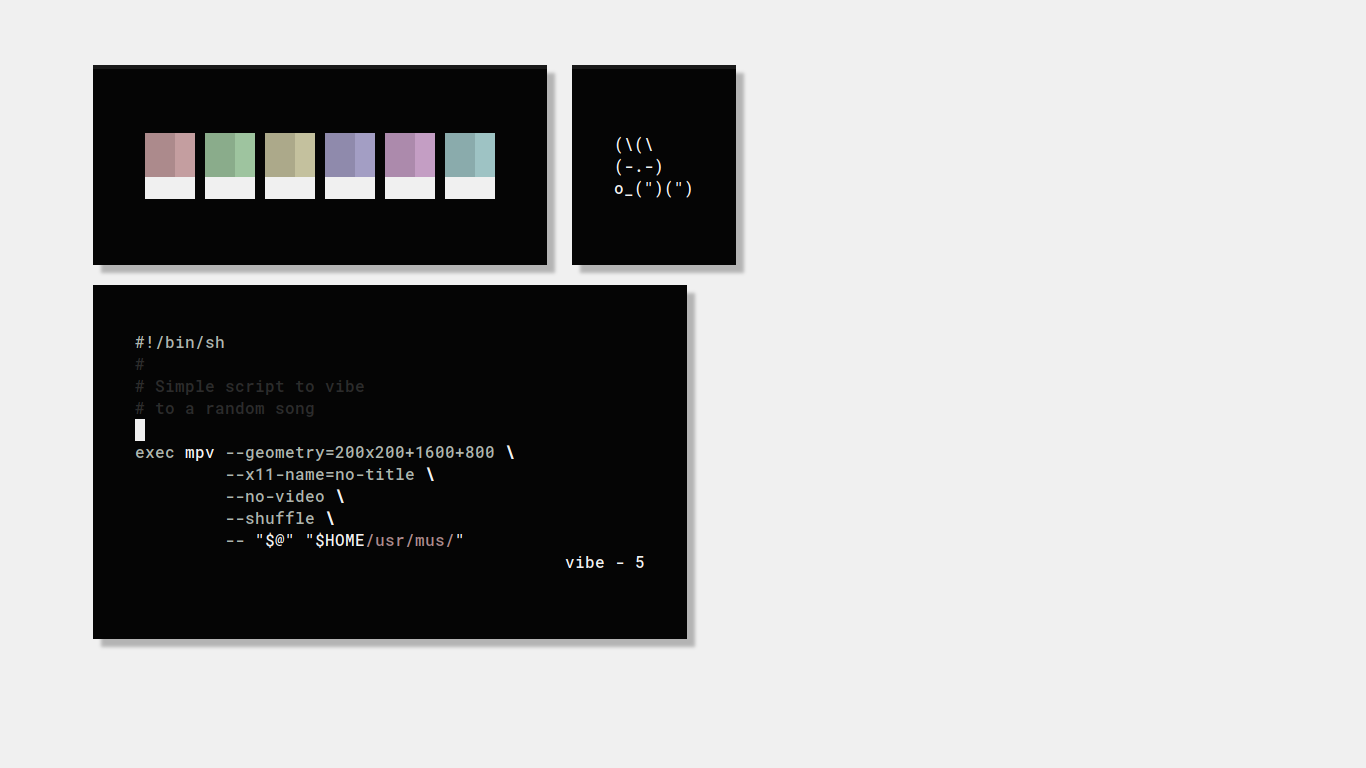 (\(\
(-.-)
o_(")(")
#!/bin/sh
#
# Simple script to vibe
# to a random song
exec mpv --geometry=200x200+1600+800 \
--x11-name=no-title \
--no-video \
--shuffle \
-- "$@" "$HOME/usr/mus/"
vibe - 5